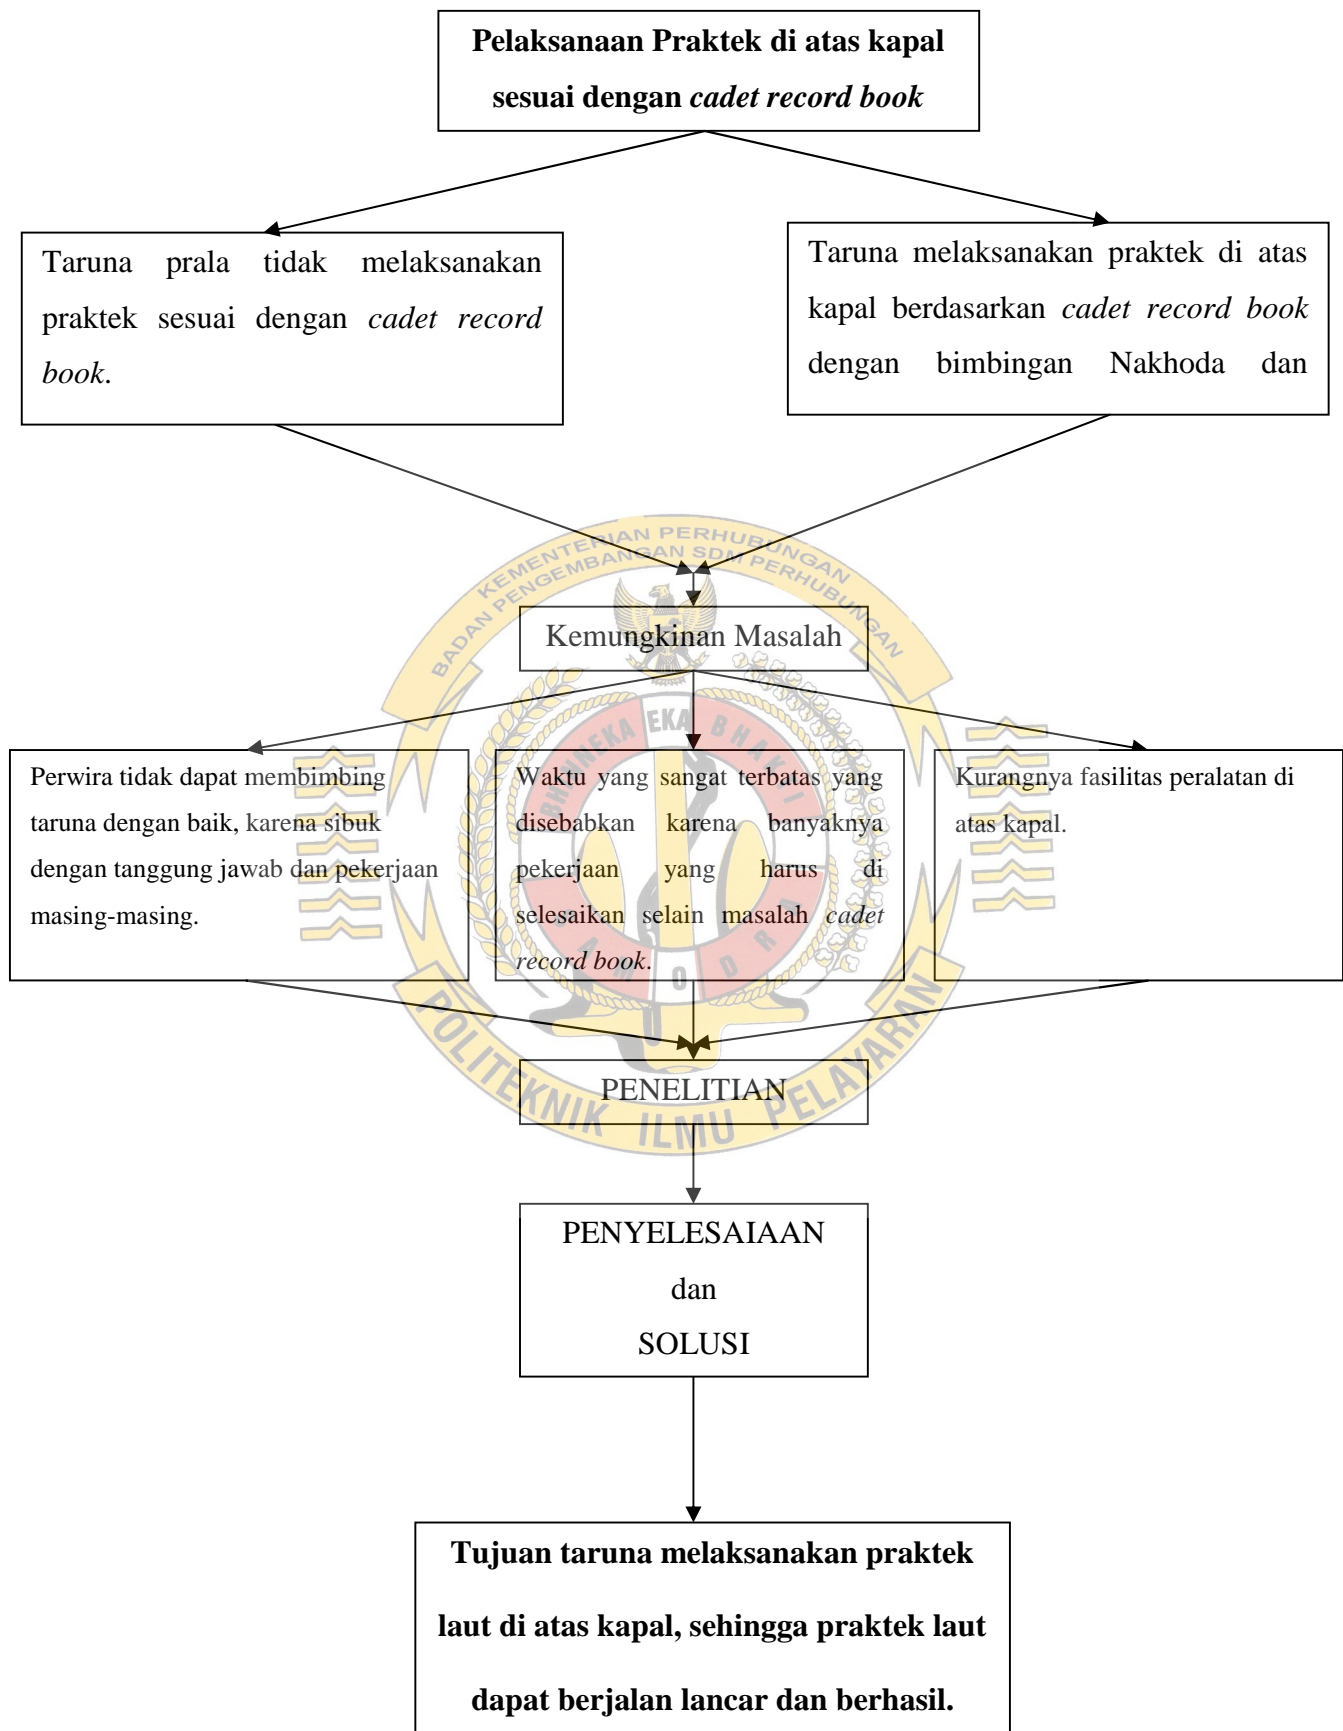 Pelaksanaan Praktek di atas kapal
sesuai dengan cadet record book
Taruna prala tidak melaksanakan
praktek sesuai dengan cadet record
book.
Taruna melaksanakan praktek di atas
kapal berdasarkan cadet record book
dengan bimbingan Nakhoda dan
KEMENTERIAN PERHUBUNGAN
BADAN PENGEMBANGAN SDM PERHUBUNGAN
Kemungkinan Masalah
BHINNEKA EKA BHAKTI
Perwira tidak dapat membimbing
taruna dengan baik, karena sibuk
dengan tanggung jawab dan pekerjaan
masing-masing.
Waktu yang sangat terbatas yang
disebabkan karena banyaknya
pekerjaan yang harus di
selesaikan selain masalah cadet
record book.
Kurangnya fasilitas peralatan di
atas kapal.
SAMODRA
PENELITIAN
POLITEKNIK ILMU PELAYARAN
PENYELESAIAAN
dan
SOLUSI
Tujuan taruna melaksanakan praktek
laut di atas kapal, sehingga praktek laut
dapat berjalan lancar dan berhasil.